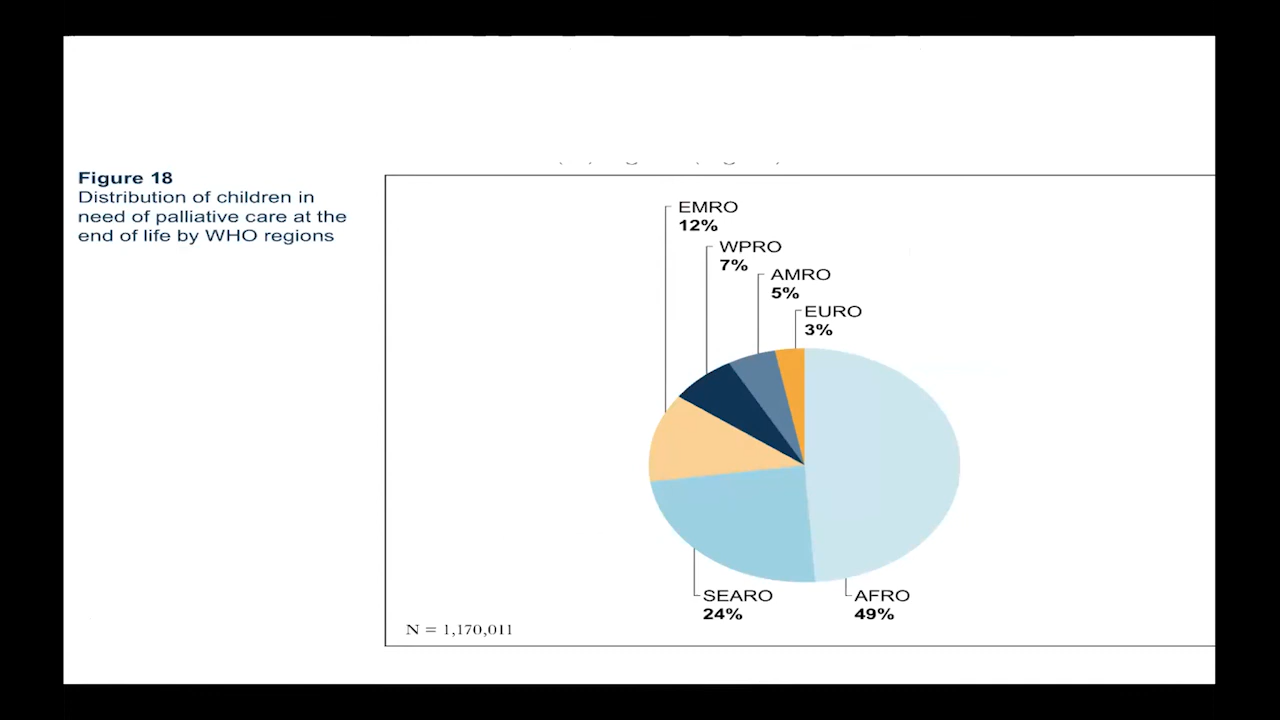 Figure 18
Distribution of children in
need of palliative care at the
end of life by WHO regions
EMRO
12%
WPRO
7%
AMRO
5%
EURO
3%
SEARO
24%
AFRO
49%
N = 1,170,011